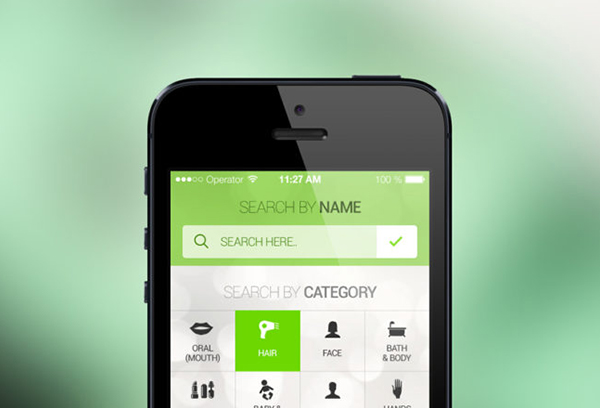 Operator 11:27 AM 100 %
SEARCH BY NAME
SEARCH HERE..
SEARCH BY CATEGORY
ORAL (MOUTH)
HAIR
FACE
BATH & BODY
BABY &
HANDS